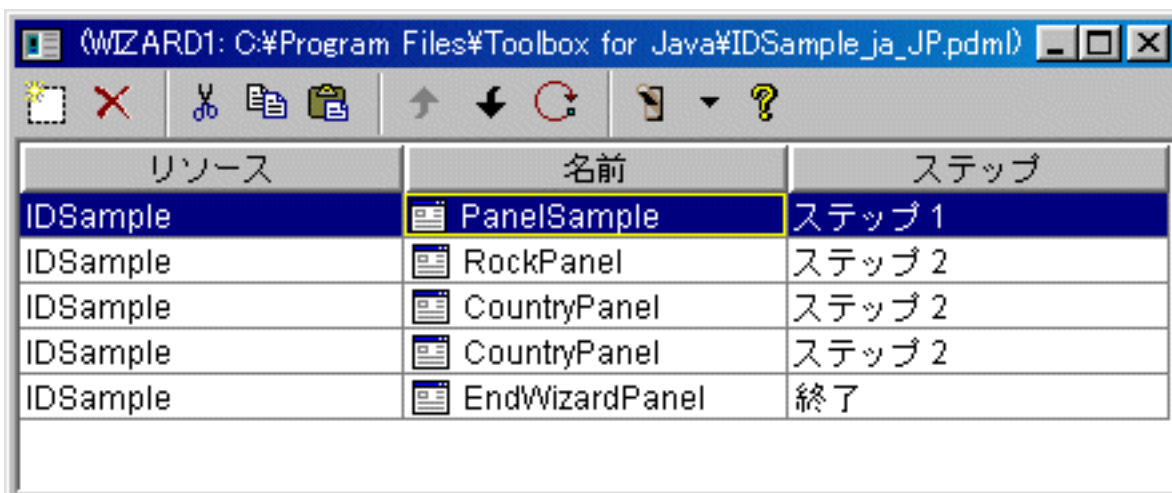 (WIZARD1: C:¥Program Files¥Toolbox for Java¥IDSample_ja_JP.pdml)
リソース 名前 ステップ
IDSample PanelSample ステップ 1
IDSample RockPanel ステップ 2
IDSample CountryPanel ステップ 2
IDSample CountryPanel ステップ 2
IDSample EndWizardPanel 終了